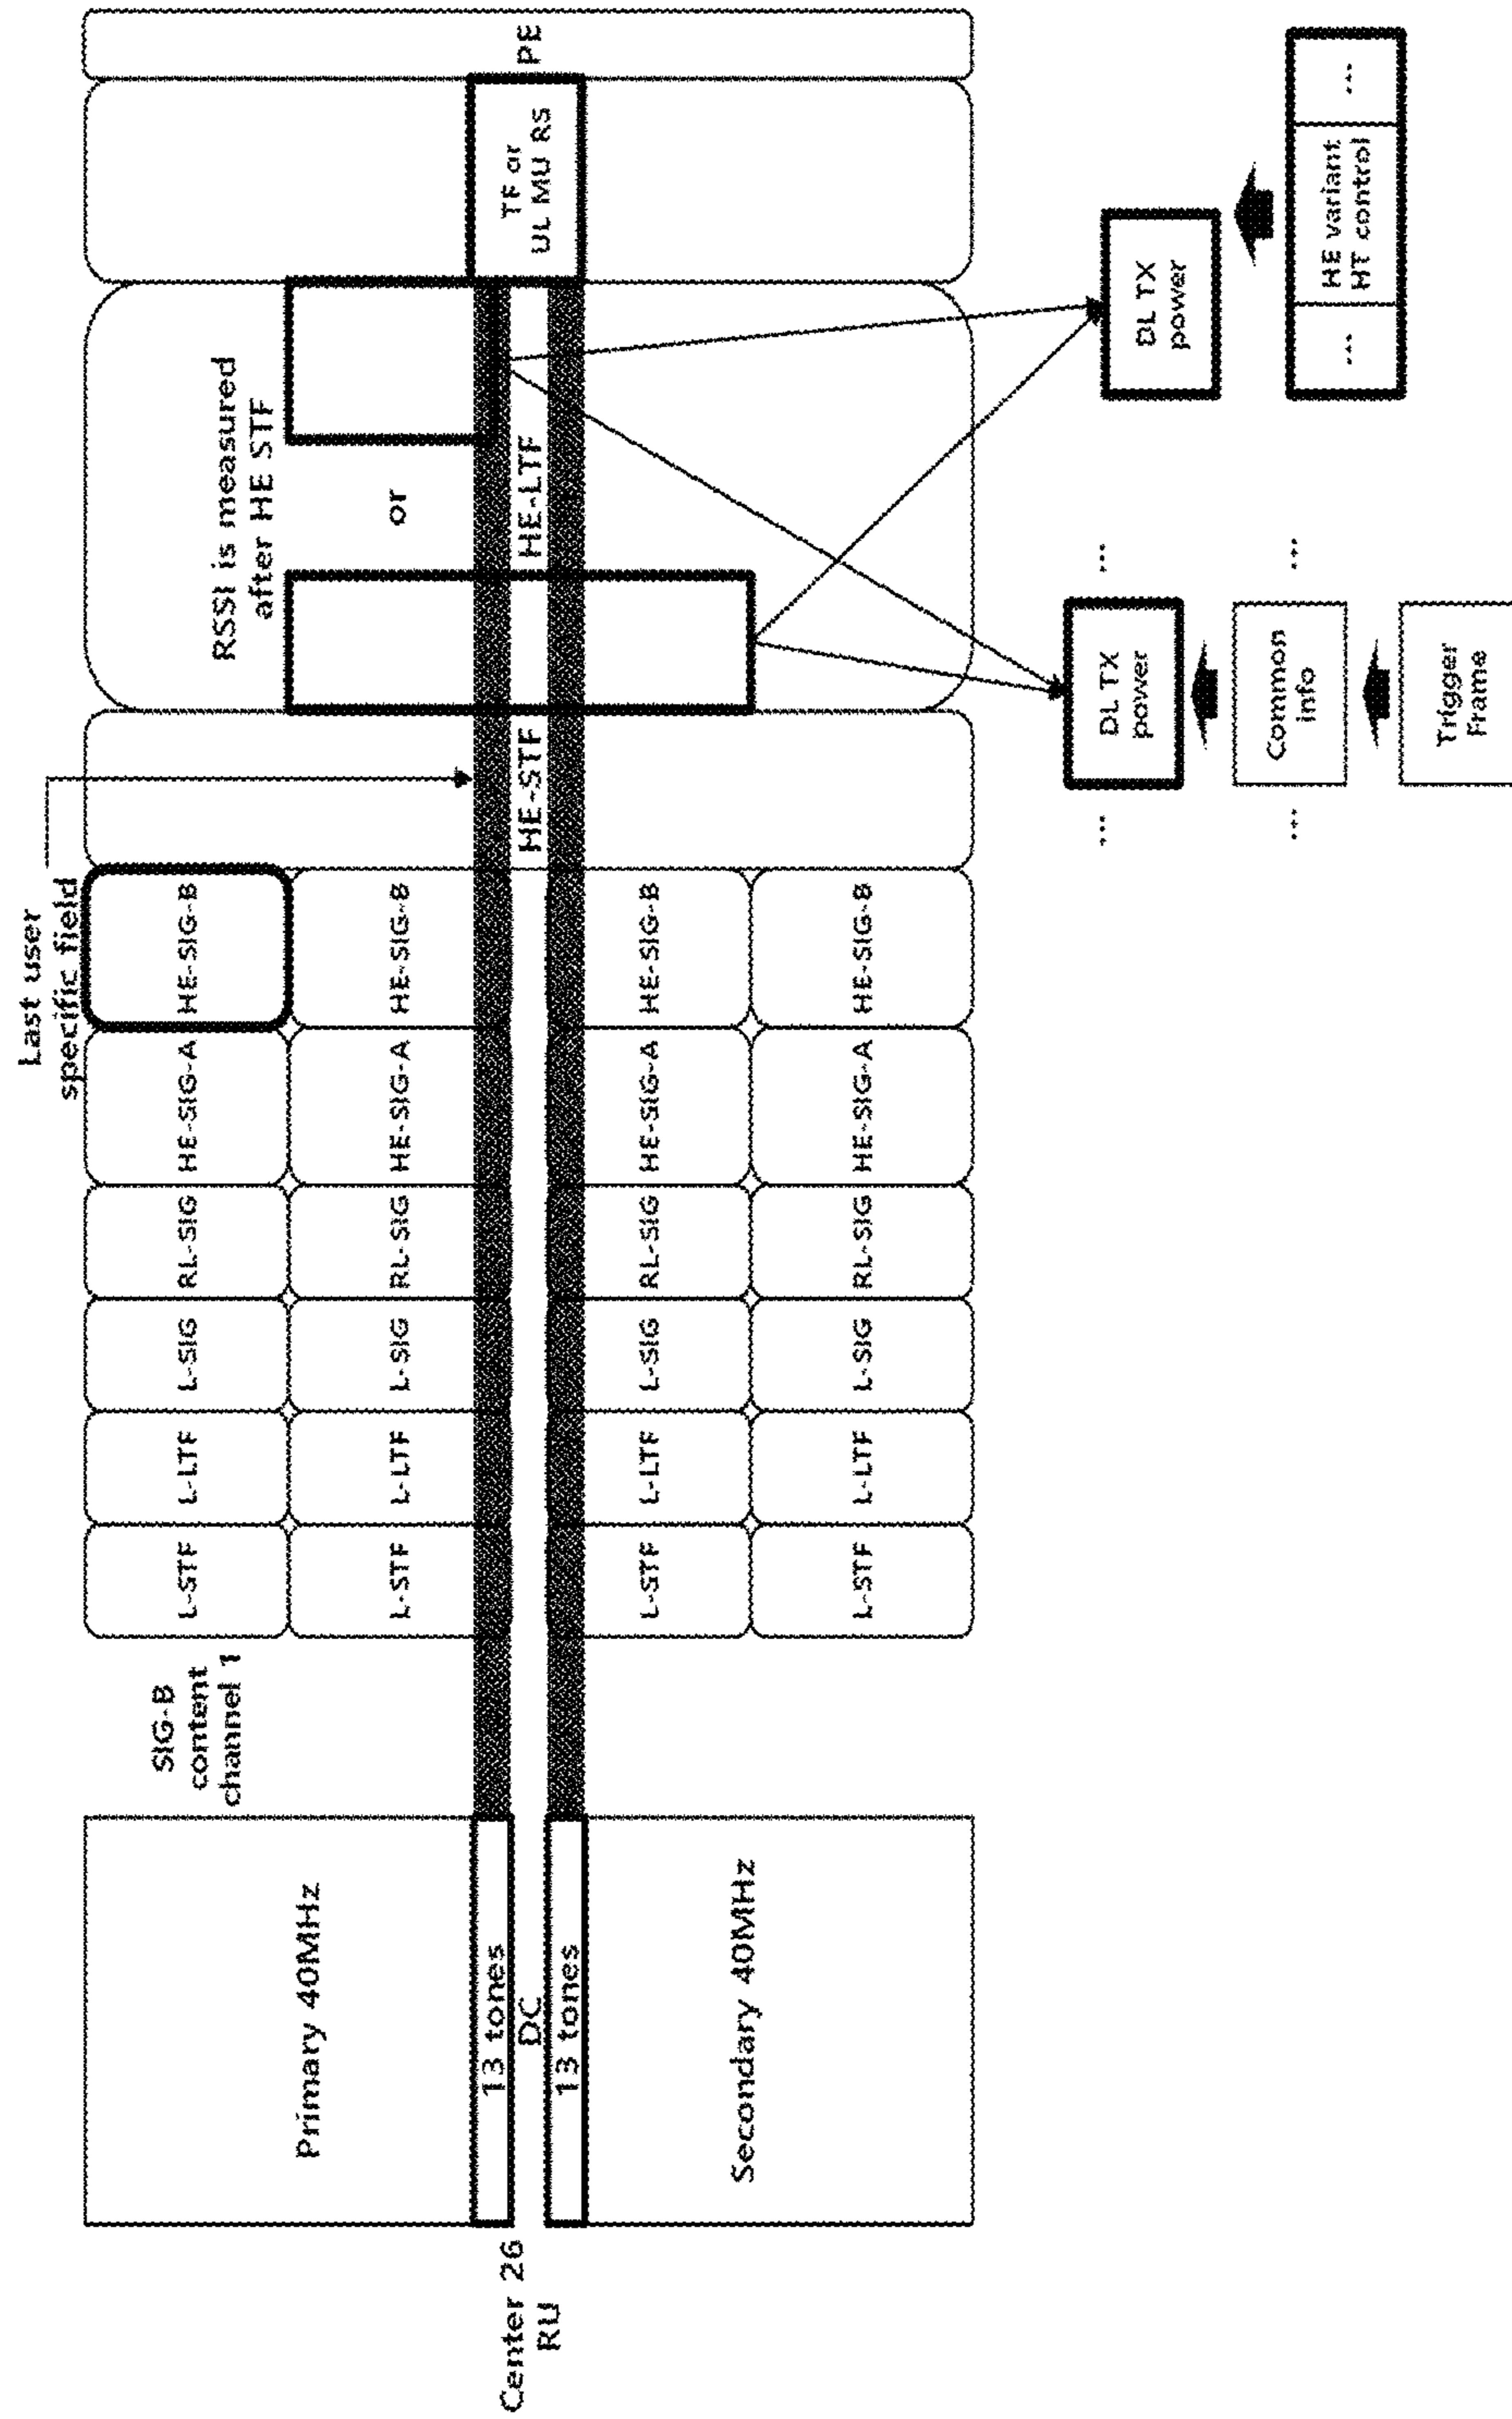 Last user
specific field
SIG-B
content
channel 1
L-STF
L-LTF
L-SIG
RL-SIG
HE-SIG-A
HE-SIG-B
RSSI is measured
after HE STF
Primary 40MHz
L-STF
L-LTF
L-SIG
RL-SIG
HE-SIG-A
HE-SIG-B
or
Center 26
RU
13 tones
DC
13 tones
HE-STF
HE-LTF
TF or
UL MU RS
PE
L-STF
L-LTF
L-SIG
RL-SIG
HE-SIG-A
HE-SIG-B
Secondary 40MHz
L-STF
L-LTF
L-SIG
RL-SIG
HE-SIG-A
HE-SIG-B
...
DL TX
power
...
DL TX
power
...
Common
info
...
...
HE variant
HT control
...
Trigger
Frame